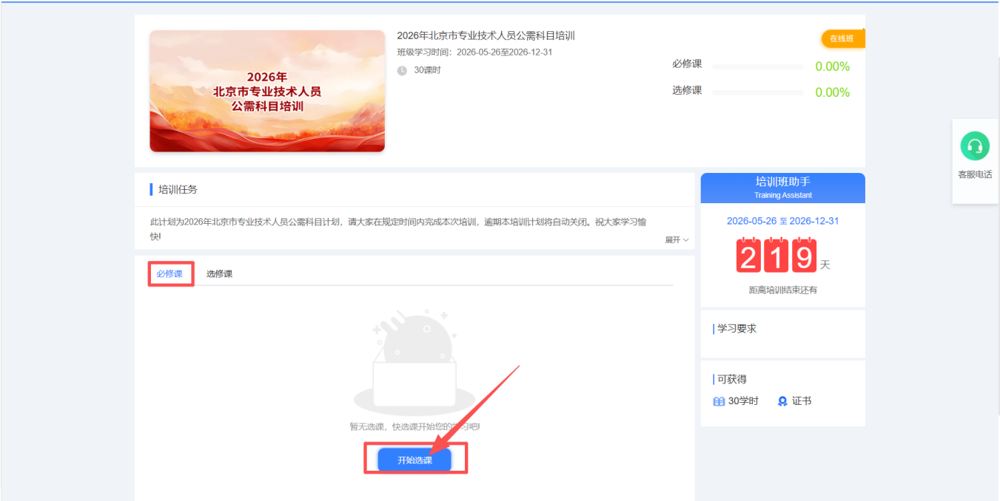 2026年
北京市专业技术人员
公需科目培训
2026年北京市专业技术人员公需科目培训
班级学习时间：2026-05-26至2026-12-31
30课时
在线班
必修课 0.00%
选修课 0.00%
客服电话
培训任务
此计划为2026年北京市专业技术人员公需科目计划，请大家在规定时间内完成本次培训，逾期本培训计划将自动关闭。祝大家学习愉
快!
展开
必修课 选修课
暂无选课，快选课开始您的学习吧!
开始选课
培训班助手
Training Assistant
2026-05-26 至 2026-12-31
219天
距离培训结束还有
学习要求
可获得
30学时 证书